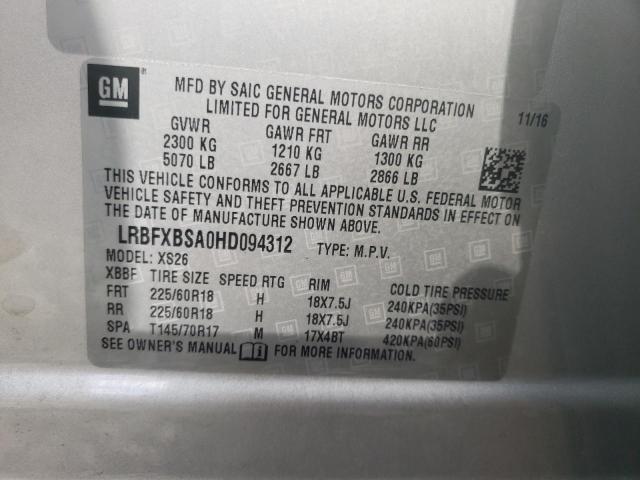 GM
MFD BY SAIC GENERAL MOTORS CORPORATION
LIMITED FOR GENERAL MOTORS LLC
11/16
GVWR GAWR FRT GAWR RR
2300 KG 1210 KG 1300 KG
5070 LB 2667 LB 2866 LB
THIS VEHICLE CONFORMS TO ALL APPLICABLE U.S. FEDERAL MOTOR
VEHICLE SAFETY AND THEFT PREVENTION STANDARDS IN EFFECT ON
THE DATE OF MANUFACTURE SHOWN ABOVE.
LRBFXBSA0HD094312 TYPE: M.P.V.
MODEL: XS26
XBBF TIRE SIZE SPEED RTG RIM COLD TIRE PRESSURE
FRT 225/60R18 H 18X7.5J 240KPA(35PSI)
RR 225/60R18 H 18X7.5J 240KPA(35PSI)
SPA T145/70R17 M 17X4BT 420KPA(60PSI)
SEE OWNER'S MANUAL FOR MORE INFORMATION.